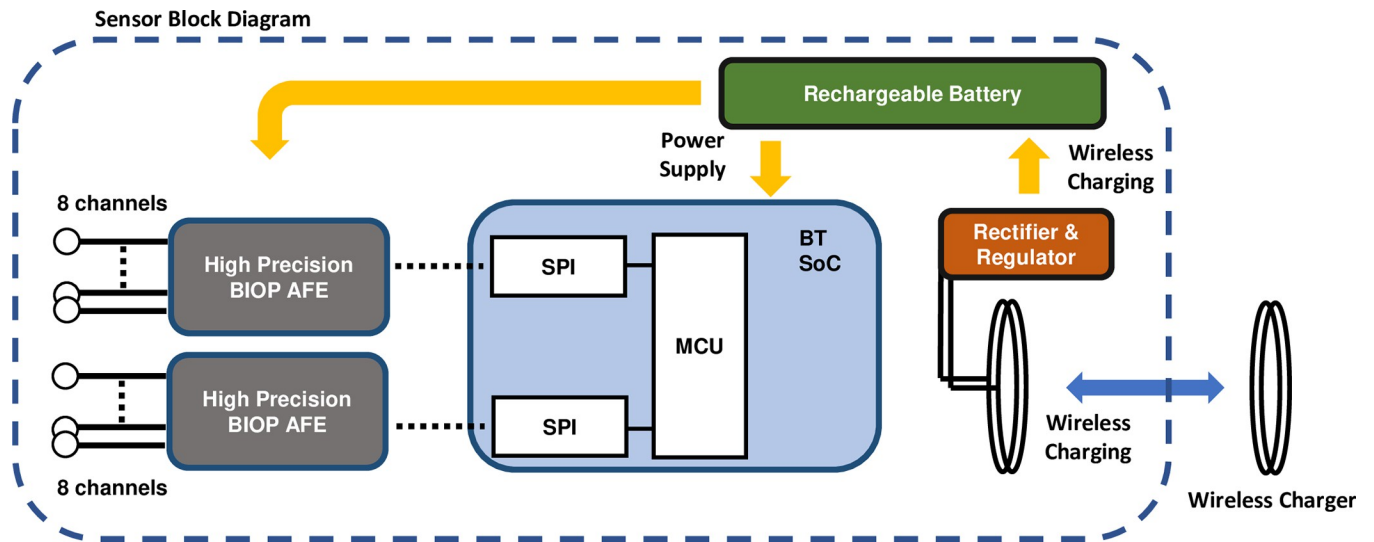 Sensor Block Diagram
Rechargeable Battery
Power
Supply
Wireless
Charging
8 channels
High Precision
BIOP AFE
SPI
BT
SoC
Rectifier &
Regulator
MCU
High Precision
BIOP AFE
SPI
8 channels
Wireless
Charging
Wireless Charger